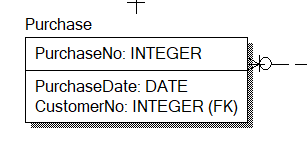 Purchase
PurchaseNo: INTEGER
PurchaseDate: DATE
CustomerNo: INTEGER (FK)